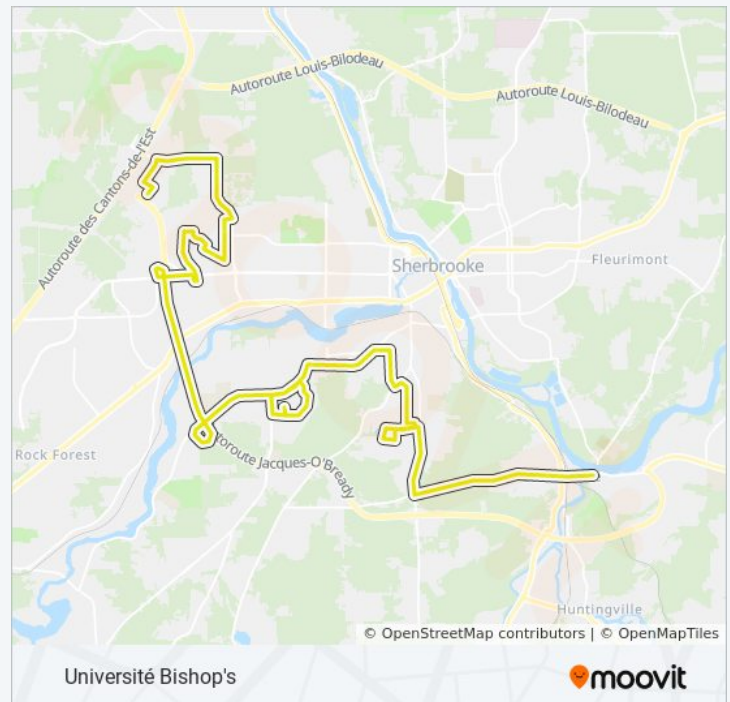 Autoroute Louis-Bilodeau
Autoroute Louis-Bilodeau
Autoroute des Cantons-de-l'Est
Sherbrooke
Fleurimont
Rock Forest
Autoroute Jacques-O'Bready
Huntingville
© OpenStreetMap contributors | © OpenMapTiles
Université Bishop's
moovit